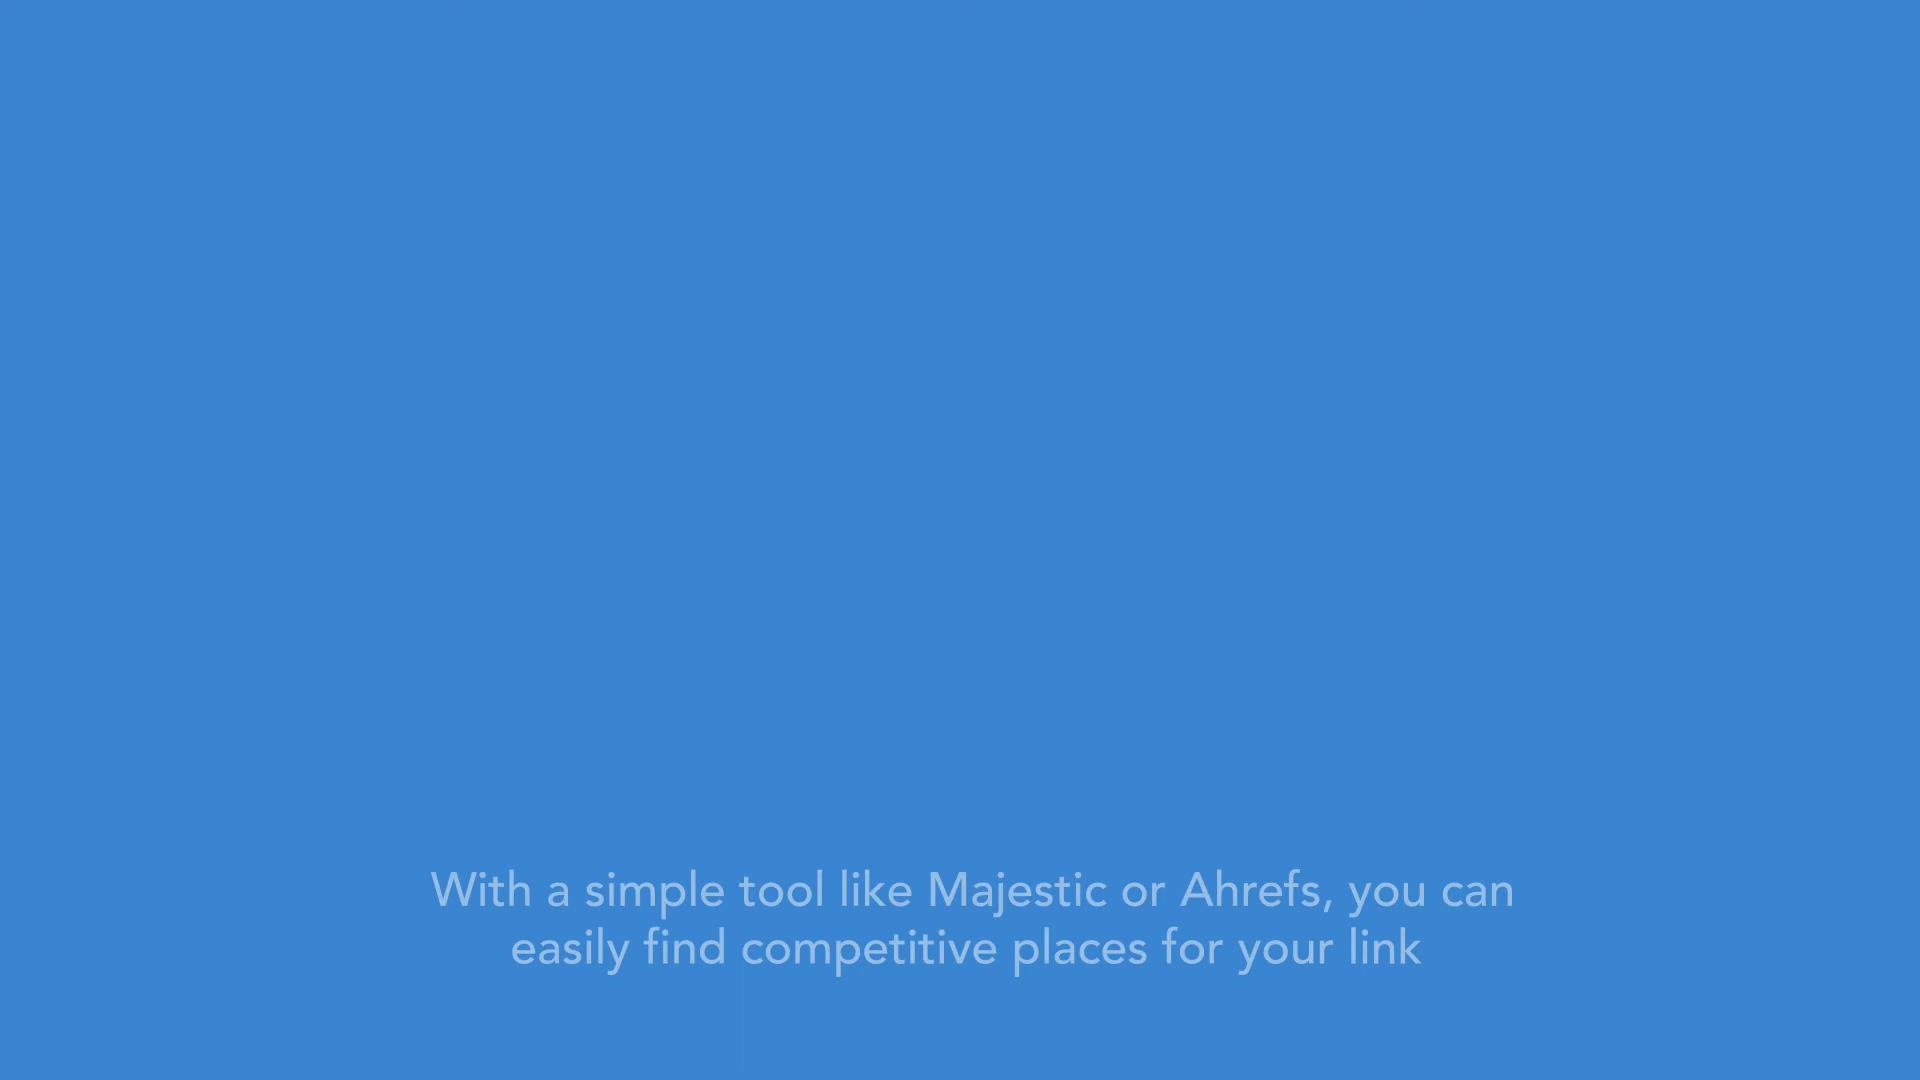 With a simple tool like Majestic or Ahrefs, you can
easily find competitive places for your link